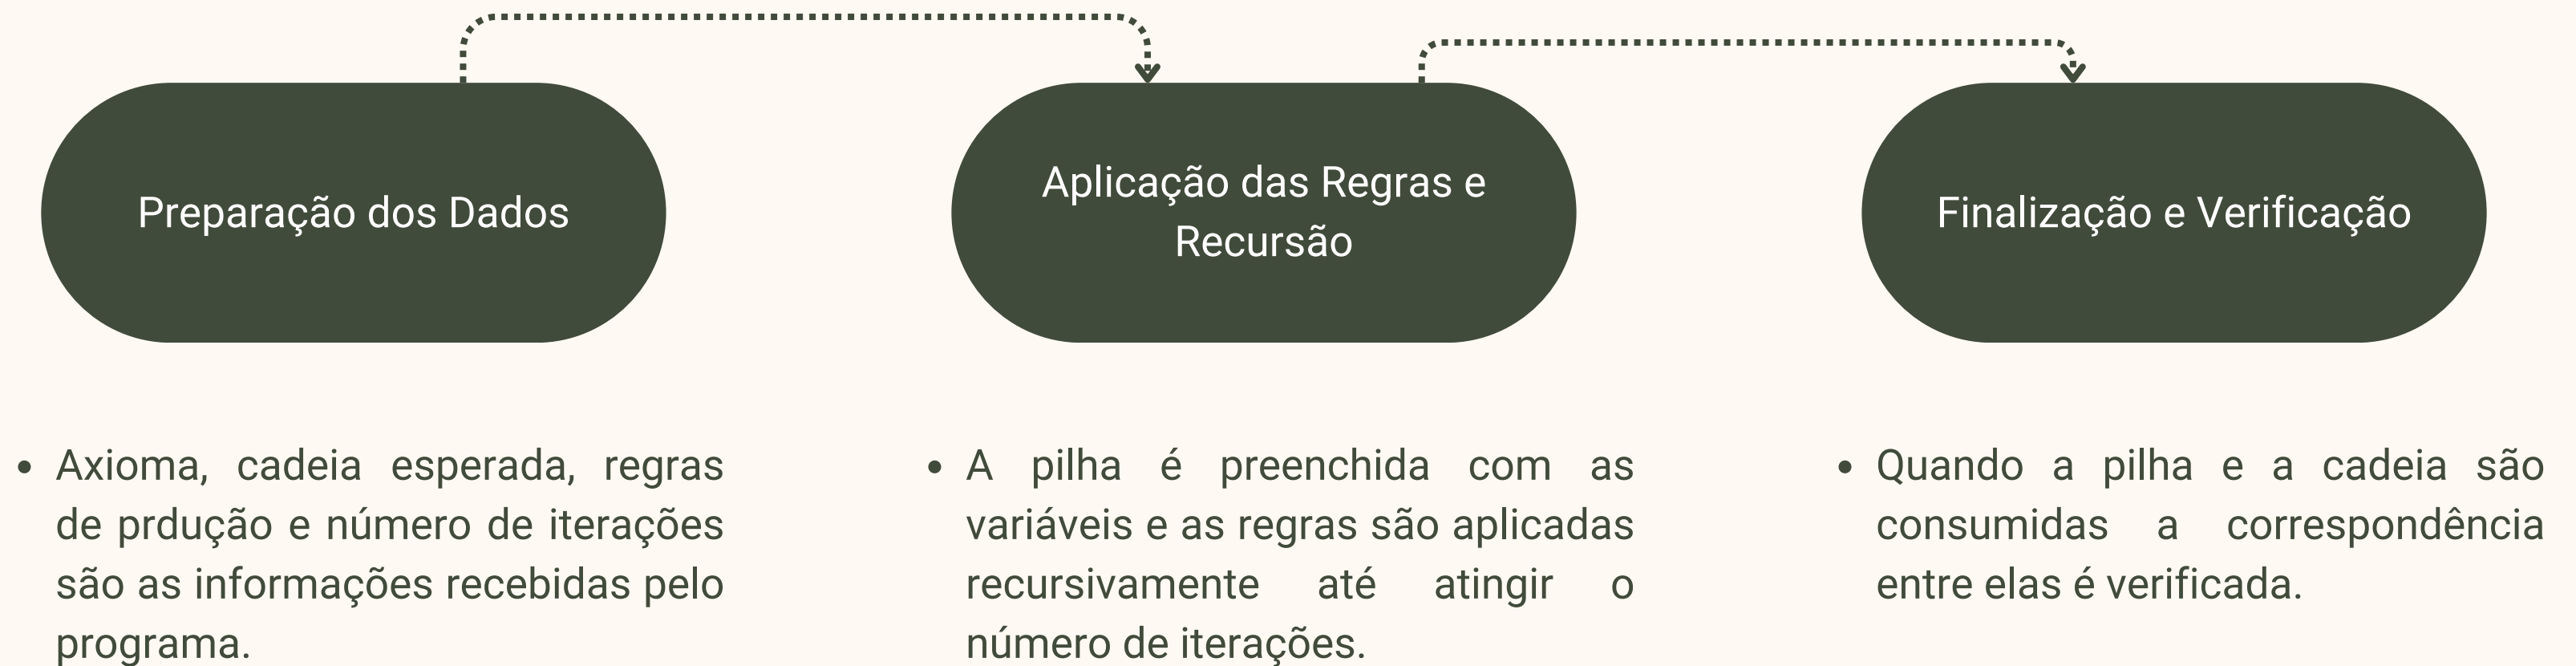 Preparação dos Dados
Aplicação das Regras e
Recursão
Finalização e Verificação
• Axioma, cadeia esperada, regras
de prdução e número de iterações
são as informações recebidas pelo
programa.
• A pilha é preenchida com as
variáveis e as regras são aplicadas
recursivamente até atingir o
número de iterações.
• Quando a pilha e a cadeia são
consumidas a correspondência
entre elas é verificada.